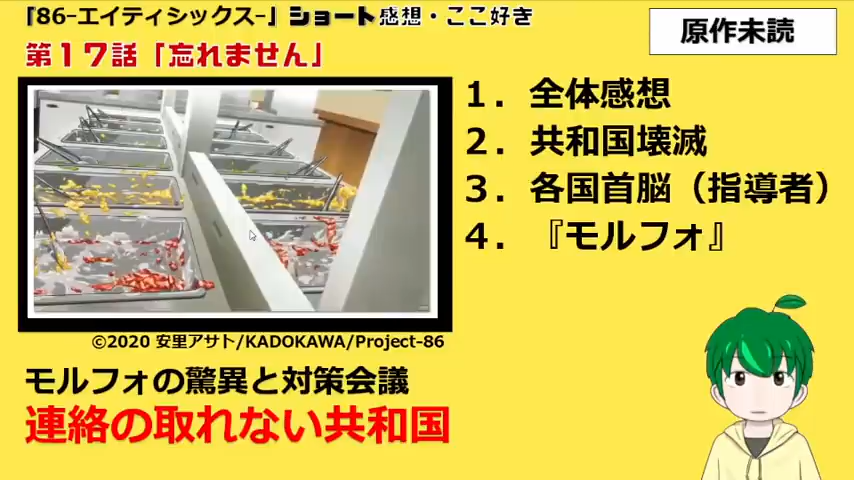 『86-エイティシックス-』ショート感想・ここ好き
第17話「忘れません」
原作未読
1．全体感想
2．共和国壊滅
3．各国首脳（指導者）
4．『モルフォ』
©2020 安里アサト/KADOKAWA/Project-86
モルフォの驚異と対策会議
連絡の取れない共和国